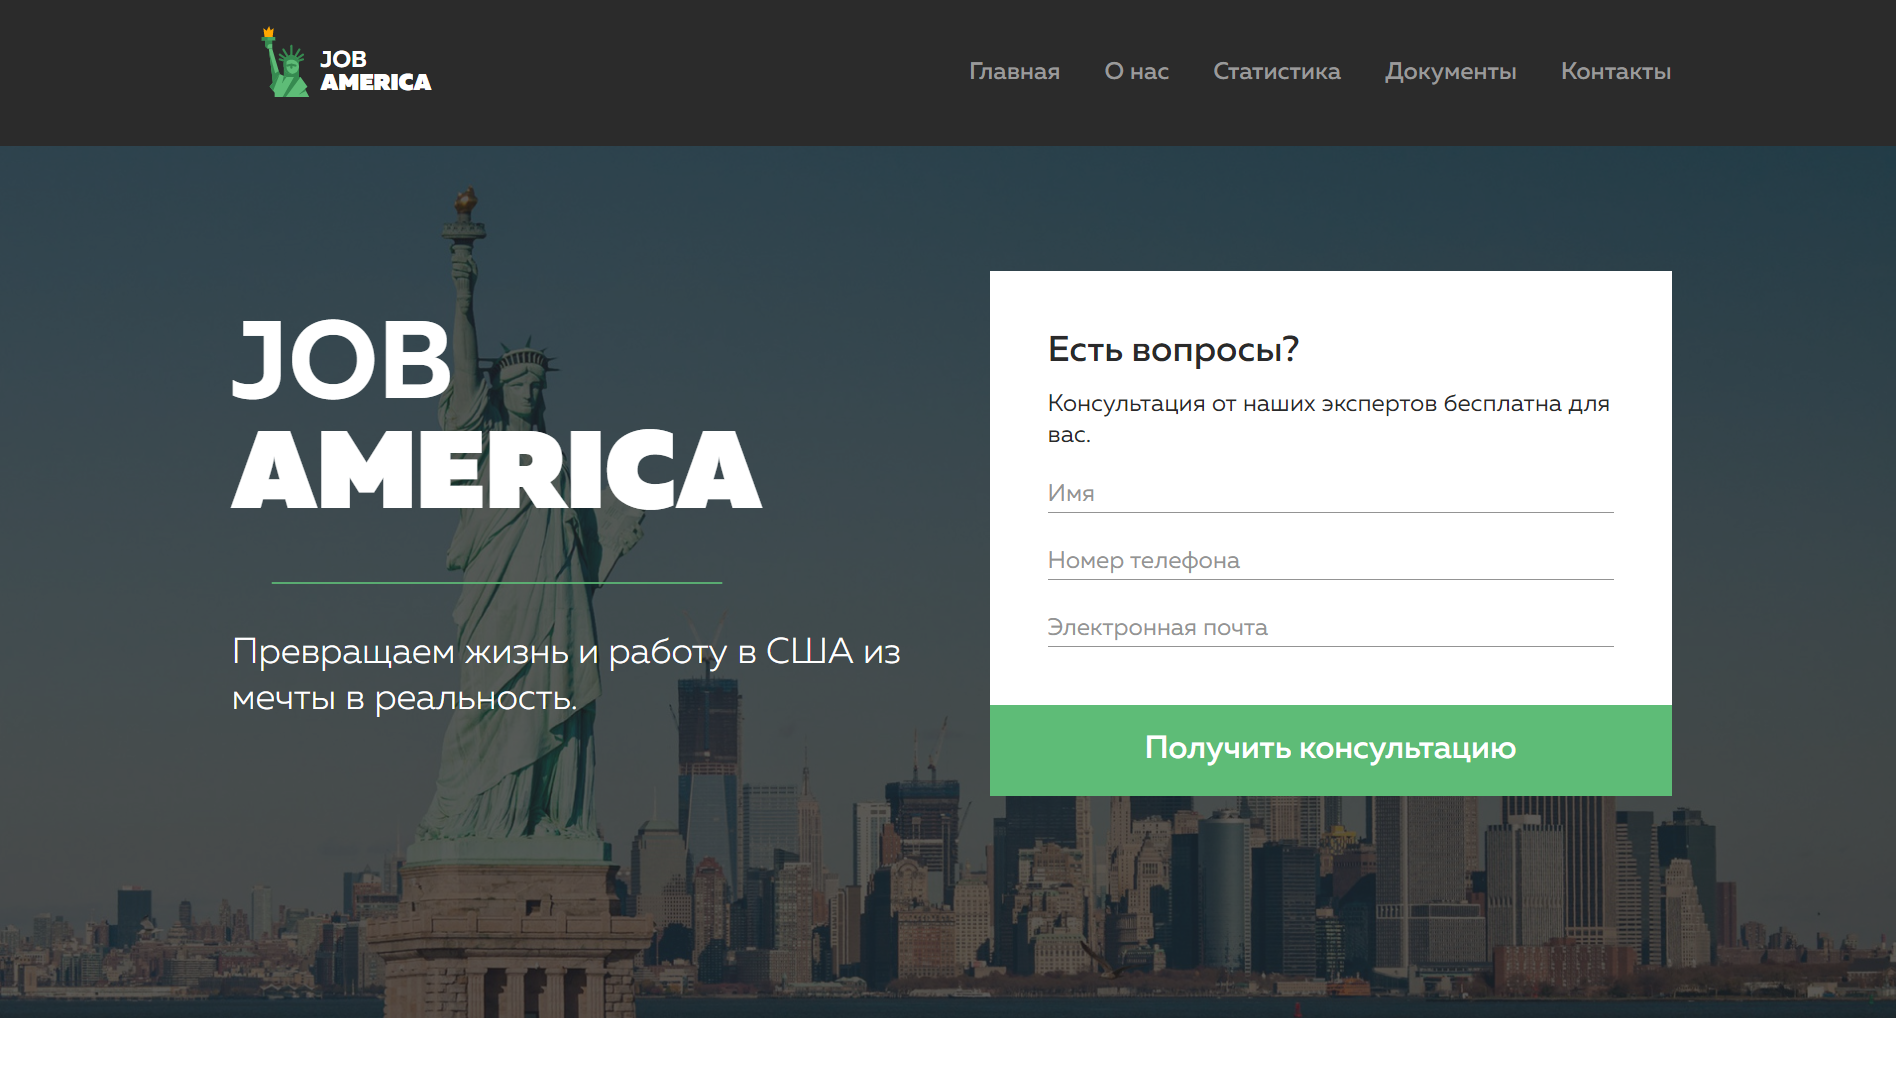 JOB
AMERICA
Главная О нас Статистика Документы Контакты
JOB
AMERICA
Превращаем жизнь и работу в США из
мечты в реальность.
Есть вопросы?
Консультация от наших экспертов бесплатна для
вас.
Имя
Номер телефона
Электронная почта
Получить консультацию